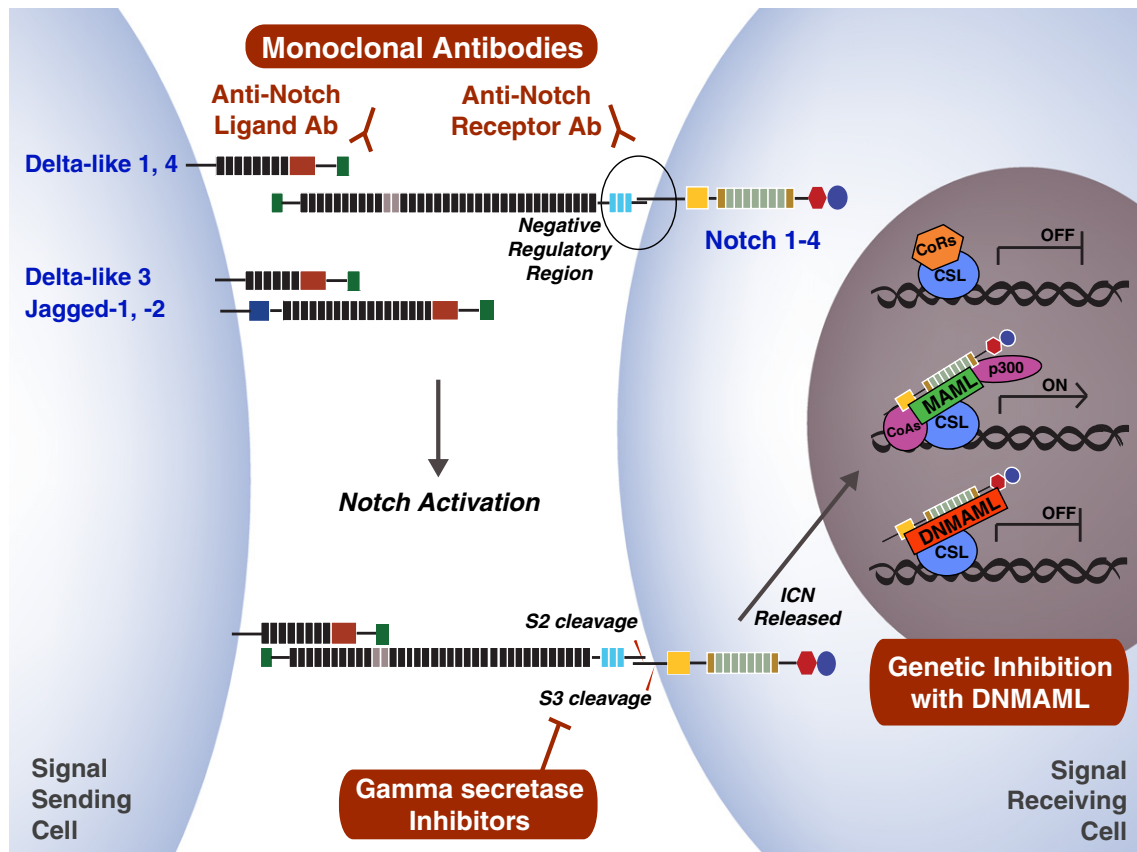 Monoclonal Antibodies
Anti-Notch
Ligand Ab
Anti-Notch
Receptor Ab
Delta-like 1, 4
Negative
Regulatory
Region
Notch 1-4
Delta-like 3
Jagged-1, -2
CoRs
CSL
OFF
p300
MAML
CoAs
CSL
ON
DNMAML
CSL
OFF
Notch Activation
ICN
Released
S2 cleavage
S3 cleavage
Genetic Inhibition
with DNMAML
Gamma secretase
Inhibitors
Signal
Sending
Cell
Signal
Receiving
Cell